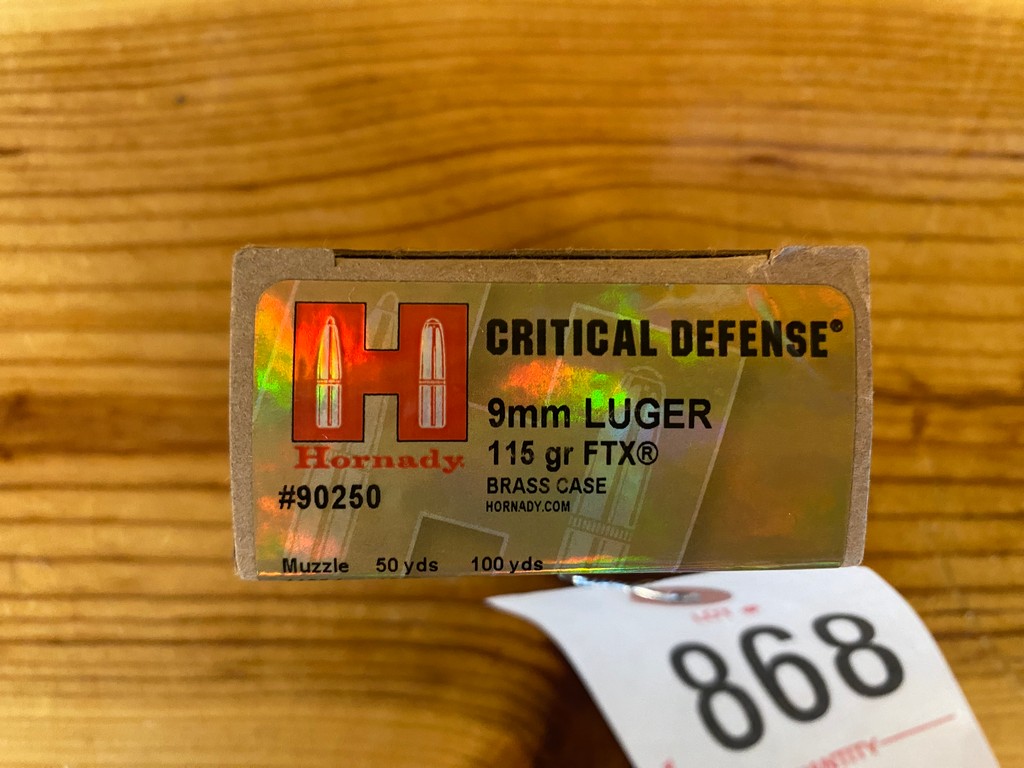 CRITICAL DEFENSE®
9mm LUGER
115 gr FTX®
BRASS CASE
HORNADY.COM
Hornady
#90250
Muzzle 50 yds 100 yds
LOT
868